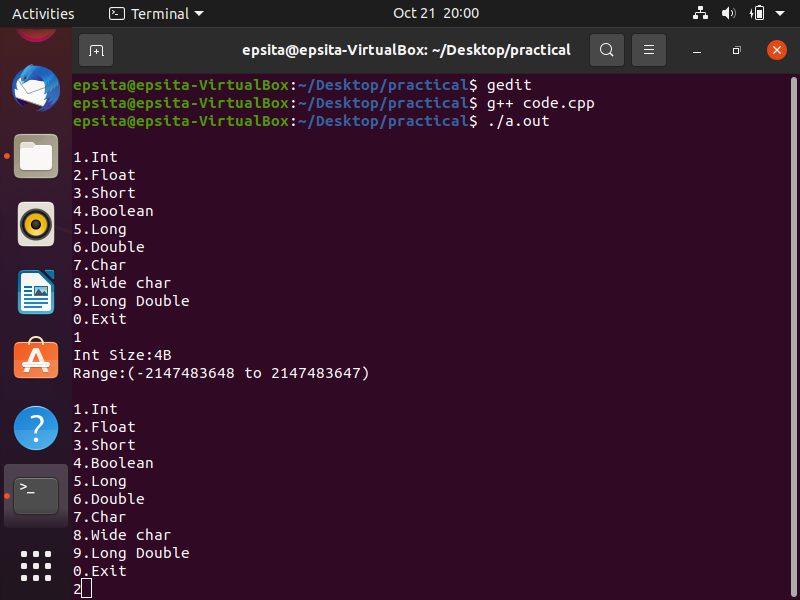 Activities Terminal Oct 21 20:00
epsita@epsita-VirtualBox: ~/Desktop/practical
epsita@epsita-VirtualBox:~/Desktop/practical$ gedit
epsita@epsita-VirtualBox:~/Desktop/practical$ g++ code.cpp
epsita@epsita-VirtualBox:~/Desktop/practical$ ./a.out
1.Int
2.Float
3.Short
4.Boolean
5.Long
6.Double
7.Char
8.Wide char
9.Long Double
0.Exit
1
Int Size:4B
Range:(-2147483648 to 2147483647)
1.Int
2.Float
3.Short
4.Boolean
5.Long
6.Double
7.Char
8.Wide char
9.Long Double
0.Exit
2